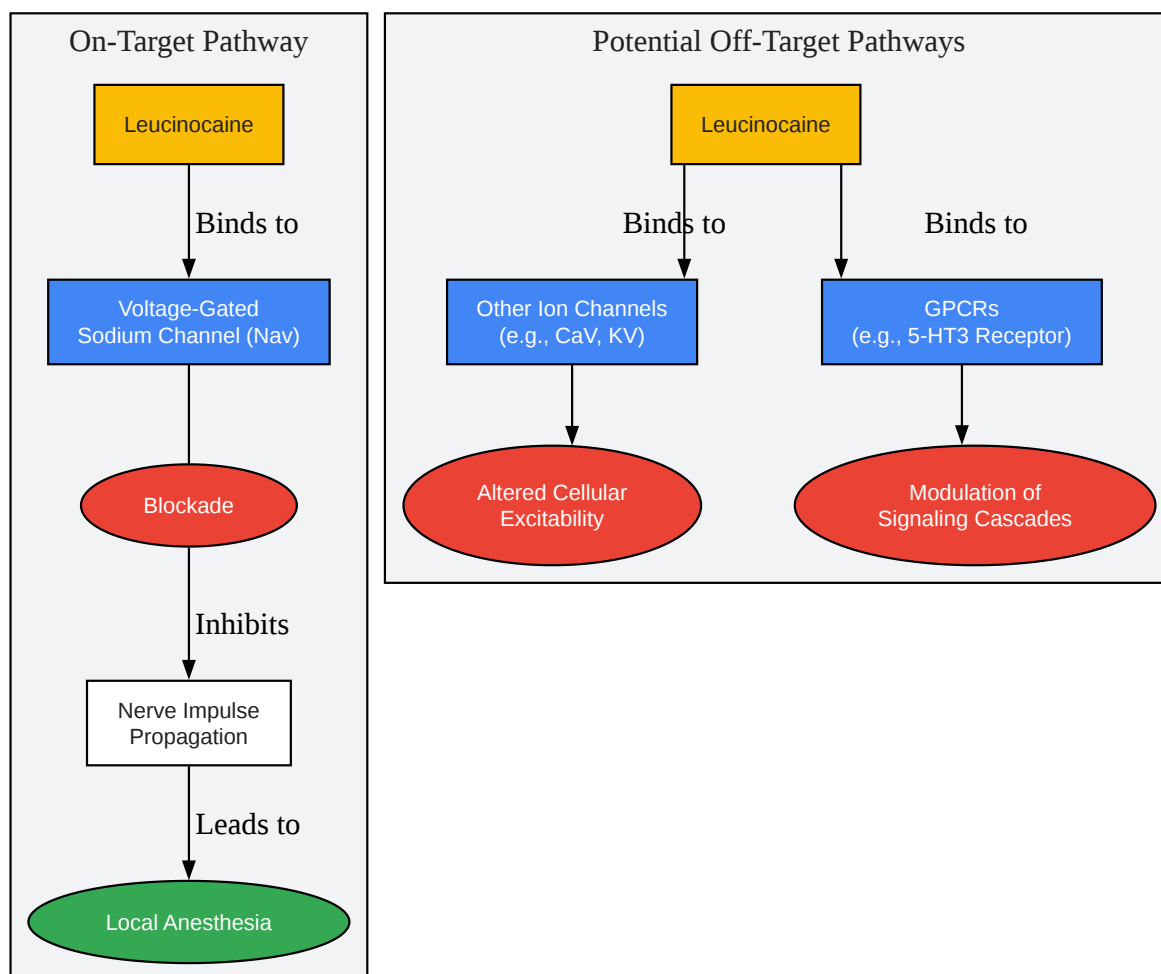 On-Target Pathway
Leucinocaine
Binds to
Voltage-Gated
Sodium Channel (Nav)
Blockade
Inhibits
Nerve Impulse
Propagation
Leads to
Local Anesthesia
Potential Off-Target Pathways
Leucinocaine
Binds to
Binds to
Other Ion Channels
(e.g., CaV, KV)
GPCRs
(e.g., 5-HT3 Receptor)
Altered Cellular
Excitability
Modulation of
Signaling Cascades